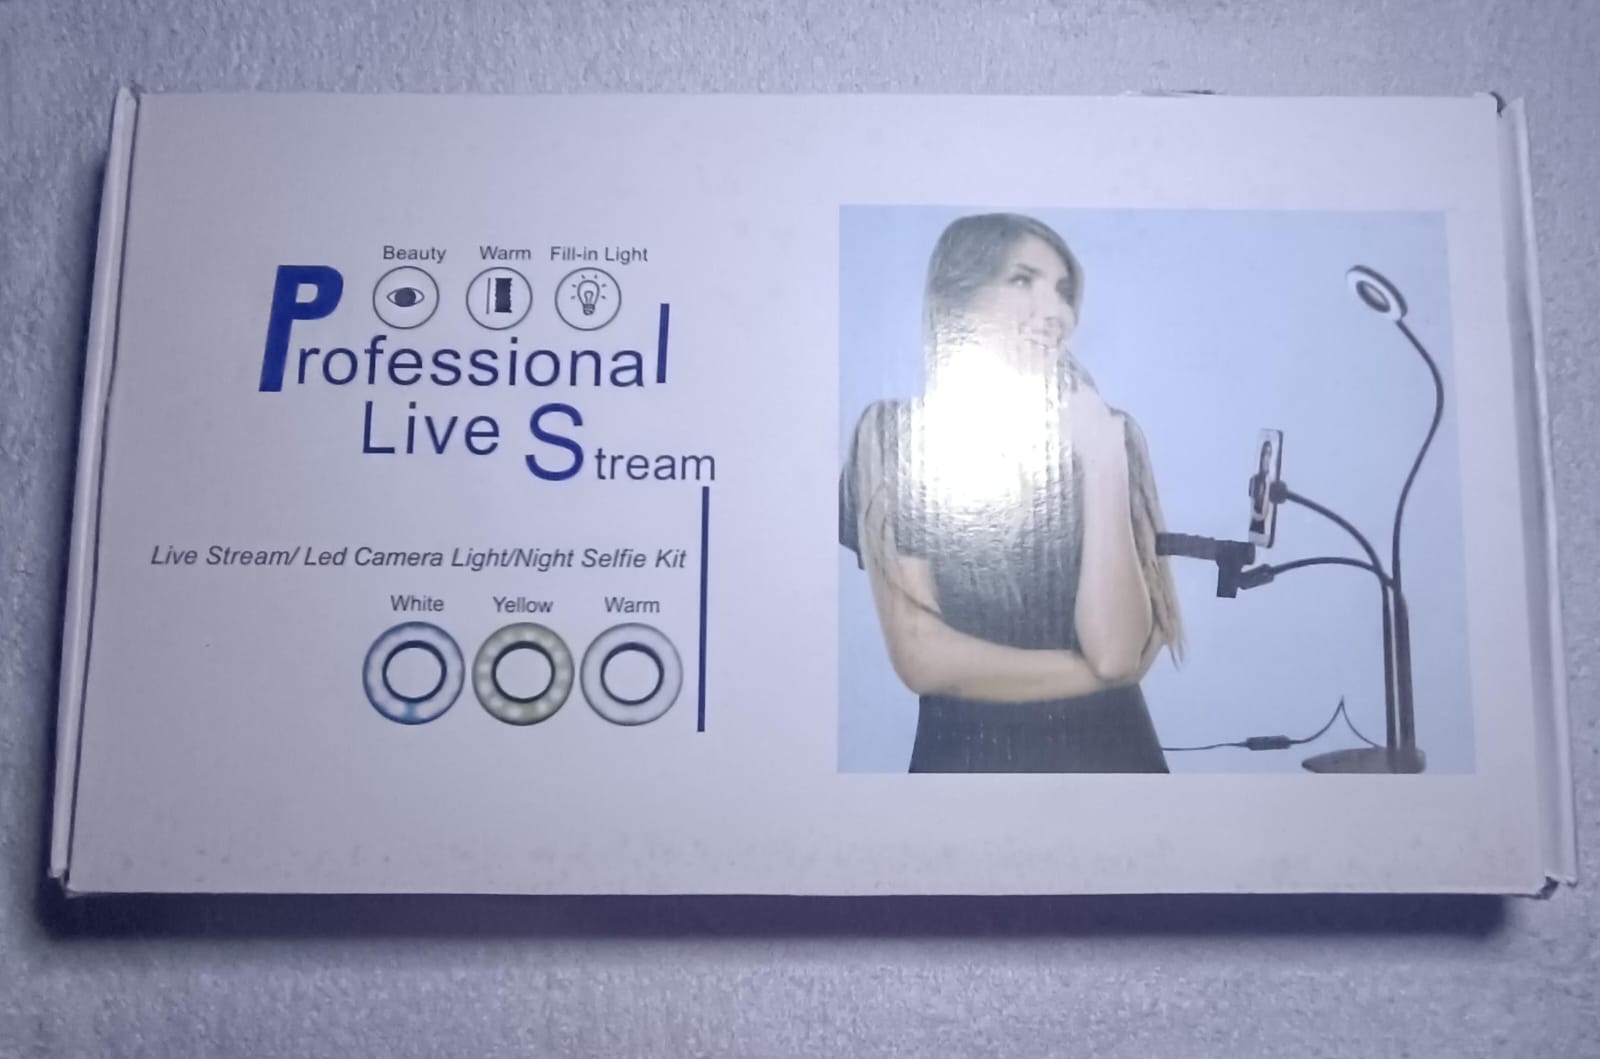 Beauty Warm Fill-in Light
Professional
Live Stream
Live Stream/ Led Camera Light/Night Selfie Kit
White Yellow Warm